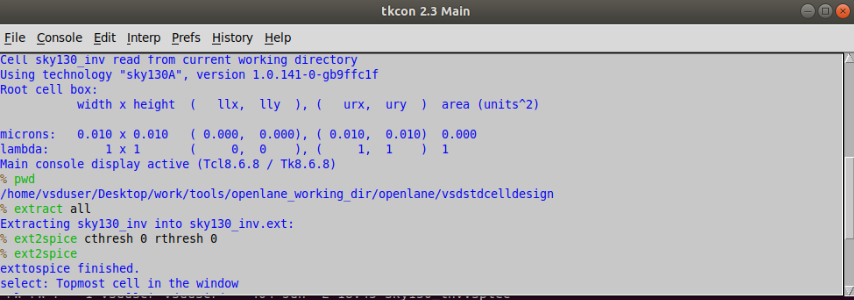 tkcon 2.3 Main
File Console Edit Interp Prefs History Help
Cell sky130_inv read from current working directory
Using technology "sky130A", version 1.0.141-0-gb9ffc1f
Root cell box:
width x height ( llx, lly ), ( urx, ury ) area (units^2)
microns: 0.010 x 0.010 ( 0.000, 0.000), ( 0.010, 0.010) 0.000
lambda: 1 x 1 ( 0, 0 ), ( 1, 1 ) 1
Main console display active (Tcl8.6.8 / Tk8.6.8)
% pwd
/home/vsduser/Desktop/work/tools/openlane_working_dir/openlane/vsdstdcelldesign
% extract all
Extracting sky130_inv into sky130_inv.ext:
% ext2spice cthresh 0 rthresh 0
% ext2spice
exttospice finished.
select: Topmost cell in the window